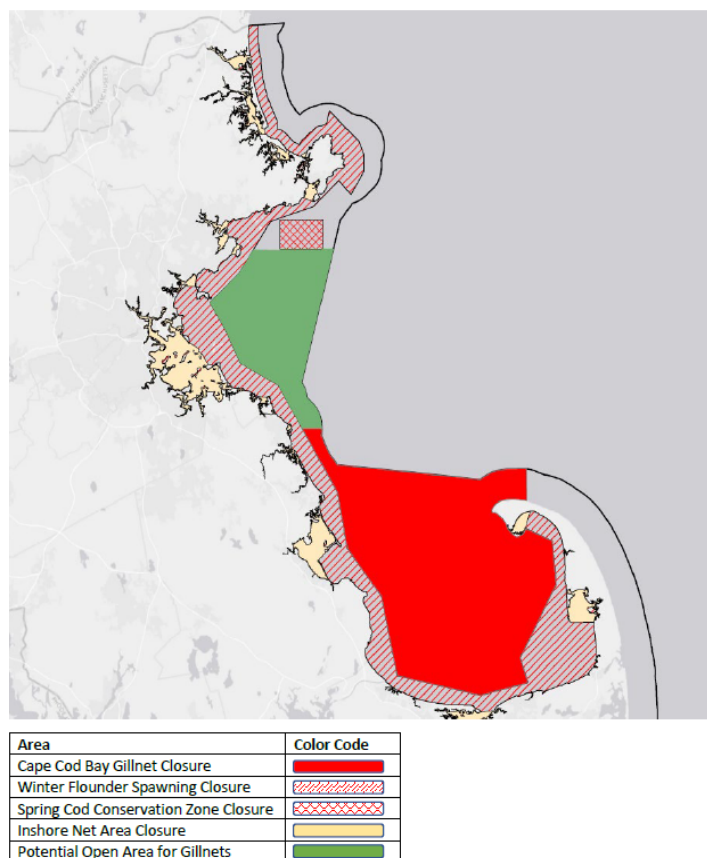 Area Color Code
Cape Cod Bay Gillnet Closure
Winter Flounder Spawning Closure
Spring Cod Conservation Zone Closure
Inshore Net Area Closure
Potential Open Area for Gillnets